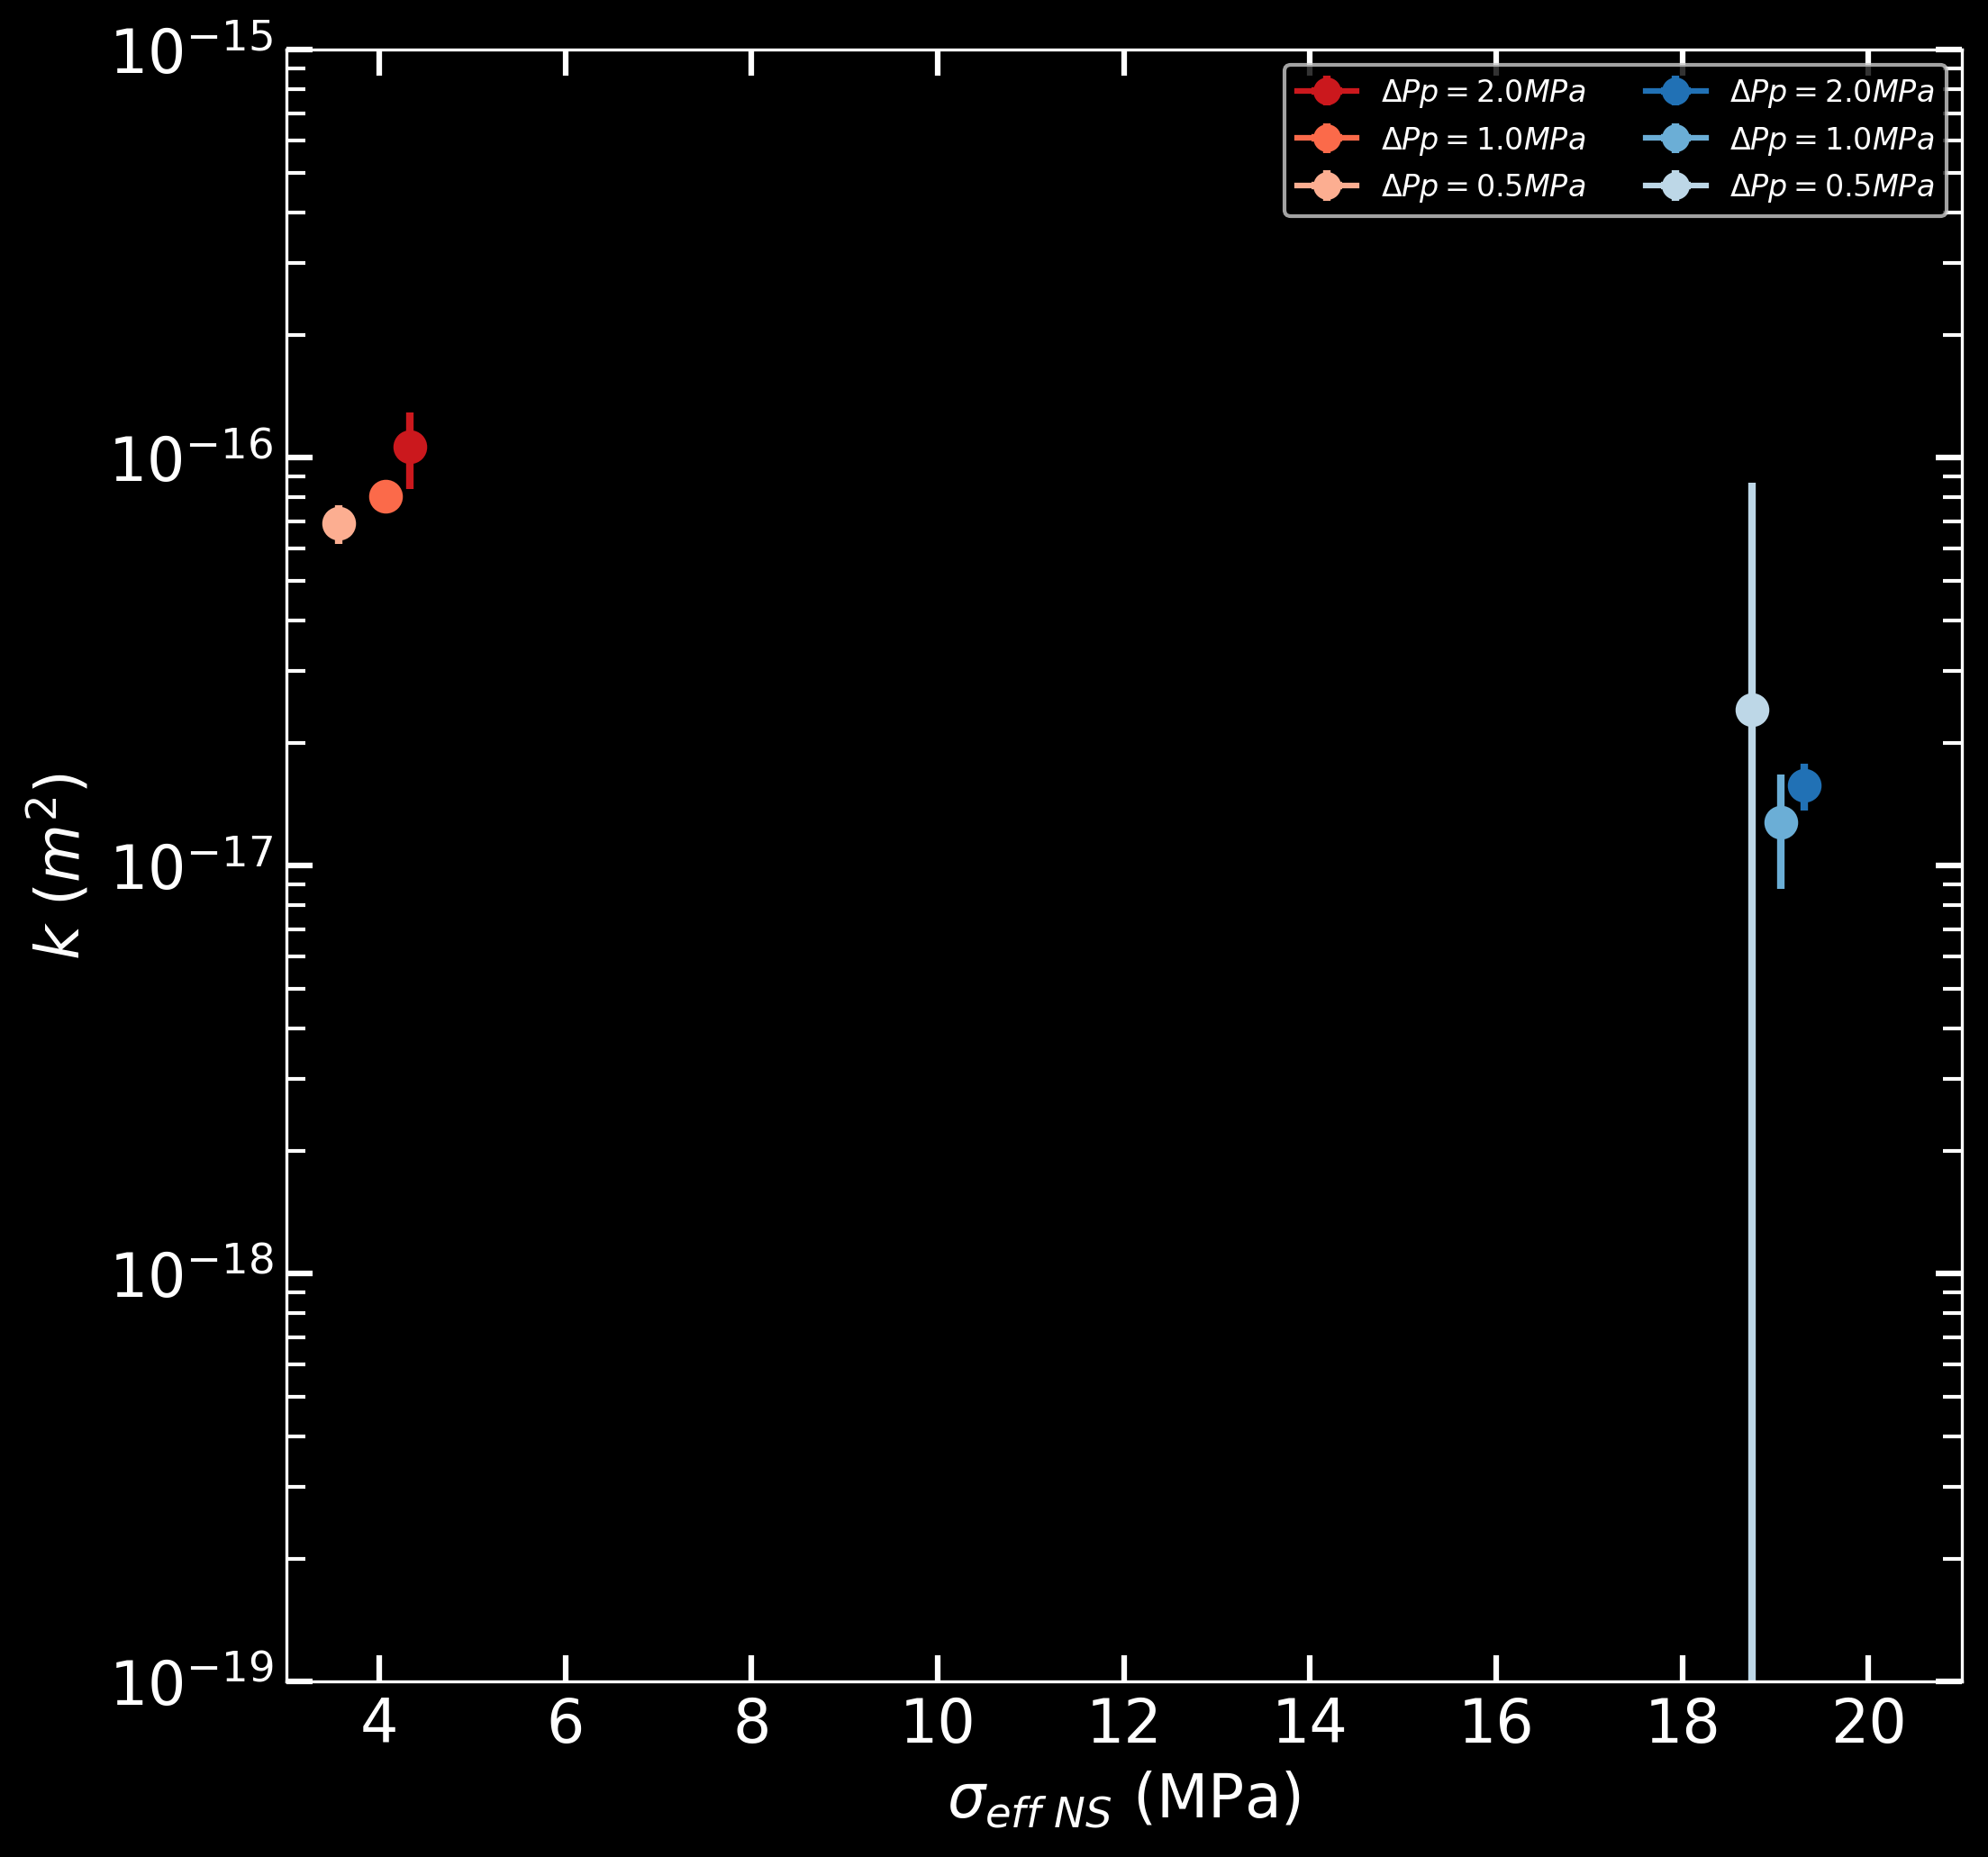 10⁻¹⁵
10⁻¹⁶
10⁻¹⁷
10⁻¹⁸
10⁻¹⁹
k (m²)
ΔPp = 2.0MPa
ΔPp = 1.0MPa
ΔPp = 0.5MPa
ΔPp = 2.0MPa
ΔPp = 1.0MPa
ΔPp = 0.5MPa
4 6 8 10 12 14 16 18 20
σ_eff NS (MPa)